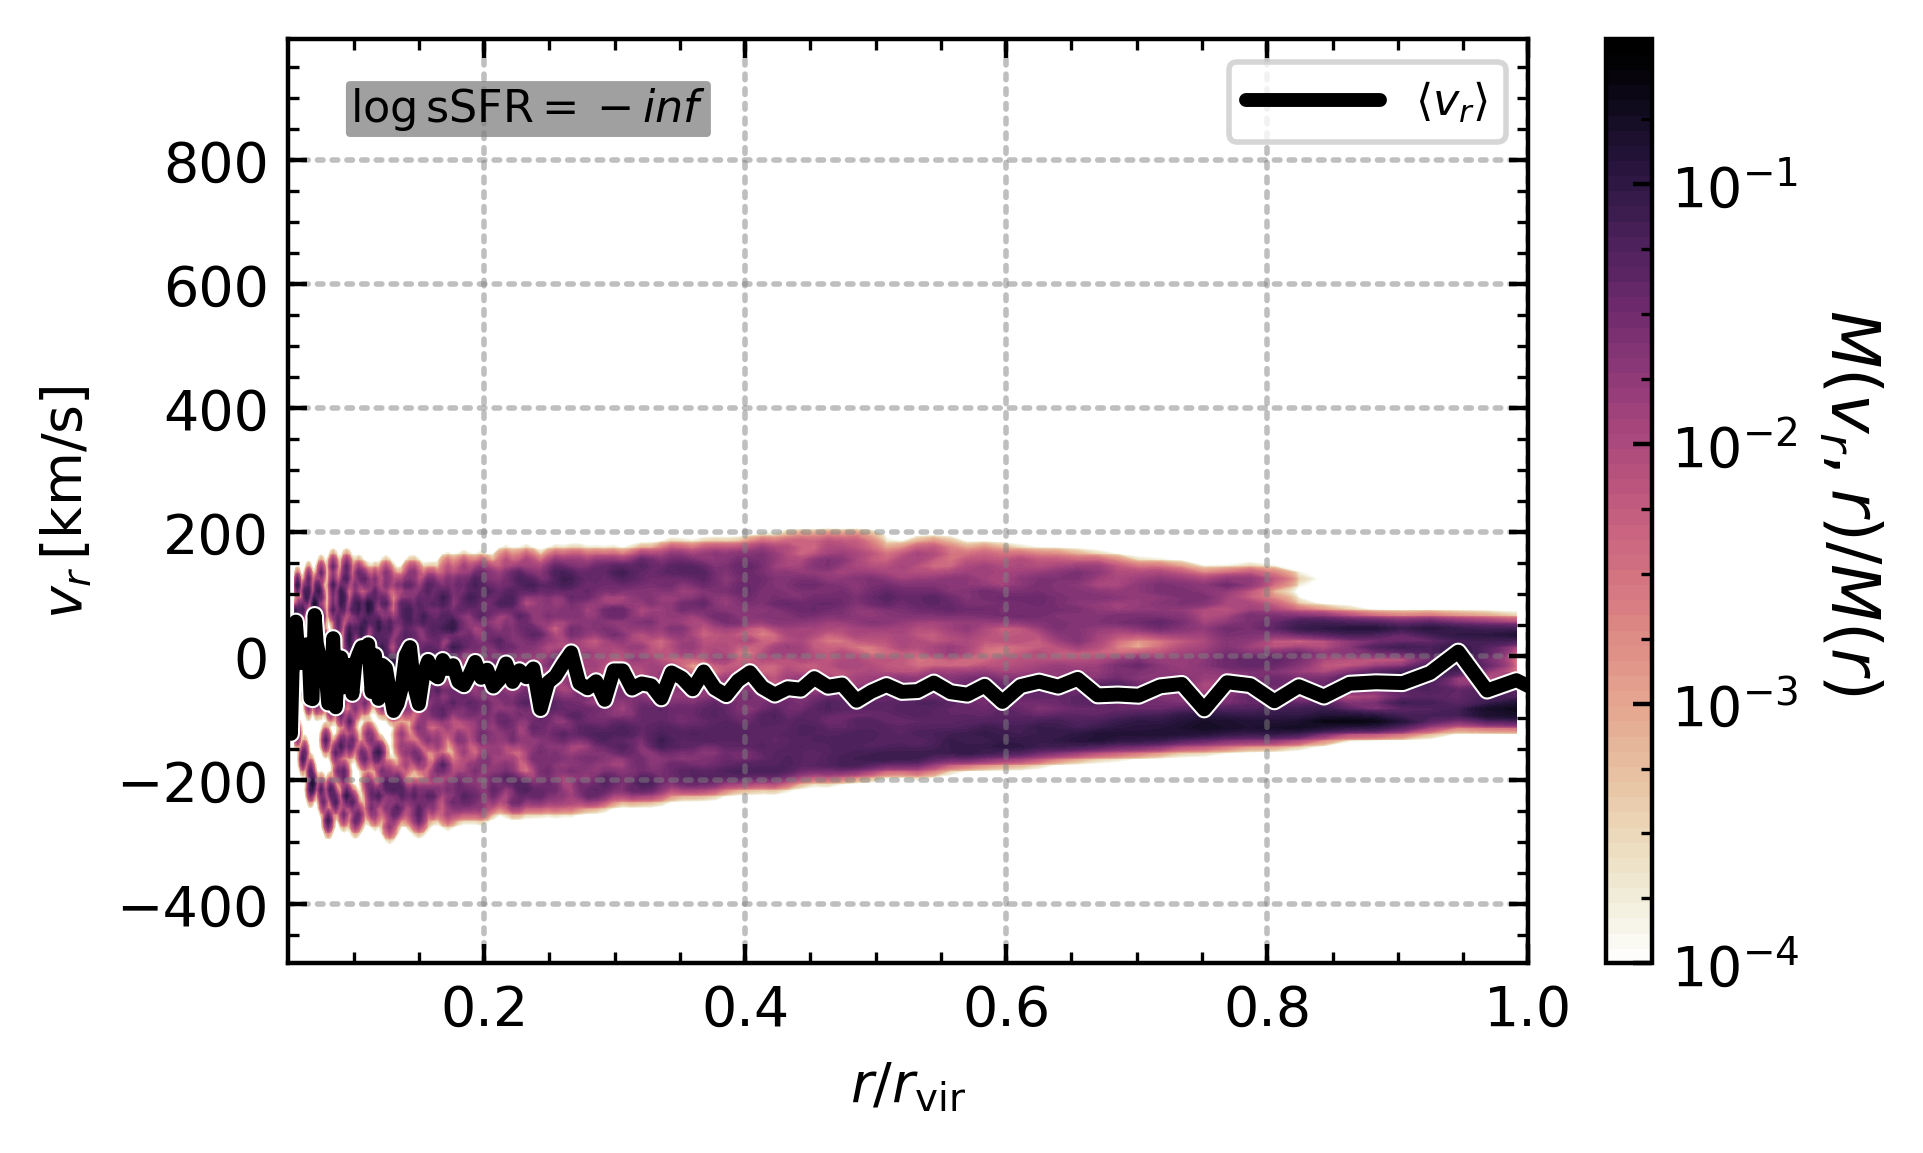 log sSFR = −inf
⟨v_r⟩
800
600
400
200
0
−200
−400
v_r [km/s]
0.2 0.4 0.6 0.8 1.0
r/r_vir
10⁻¹
10⁻²
10⁻³
10⁻⁴
M(v_r, r)/M(r)